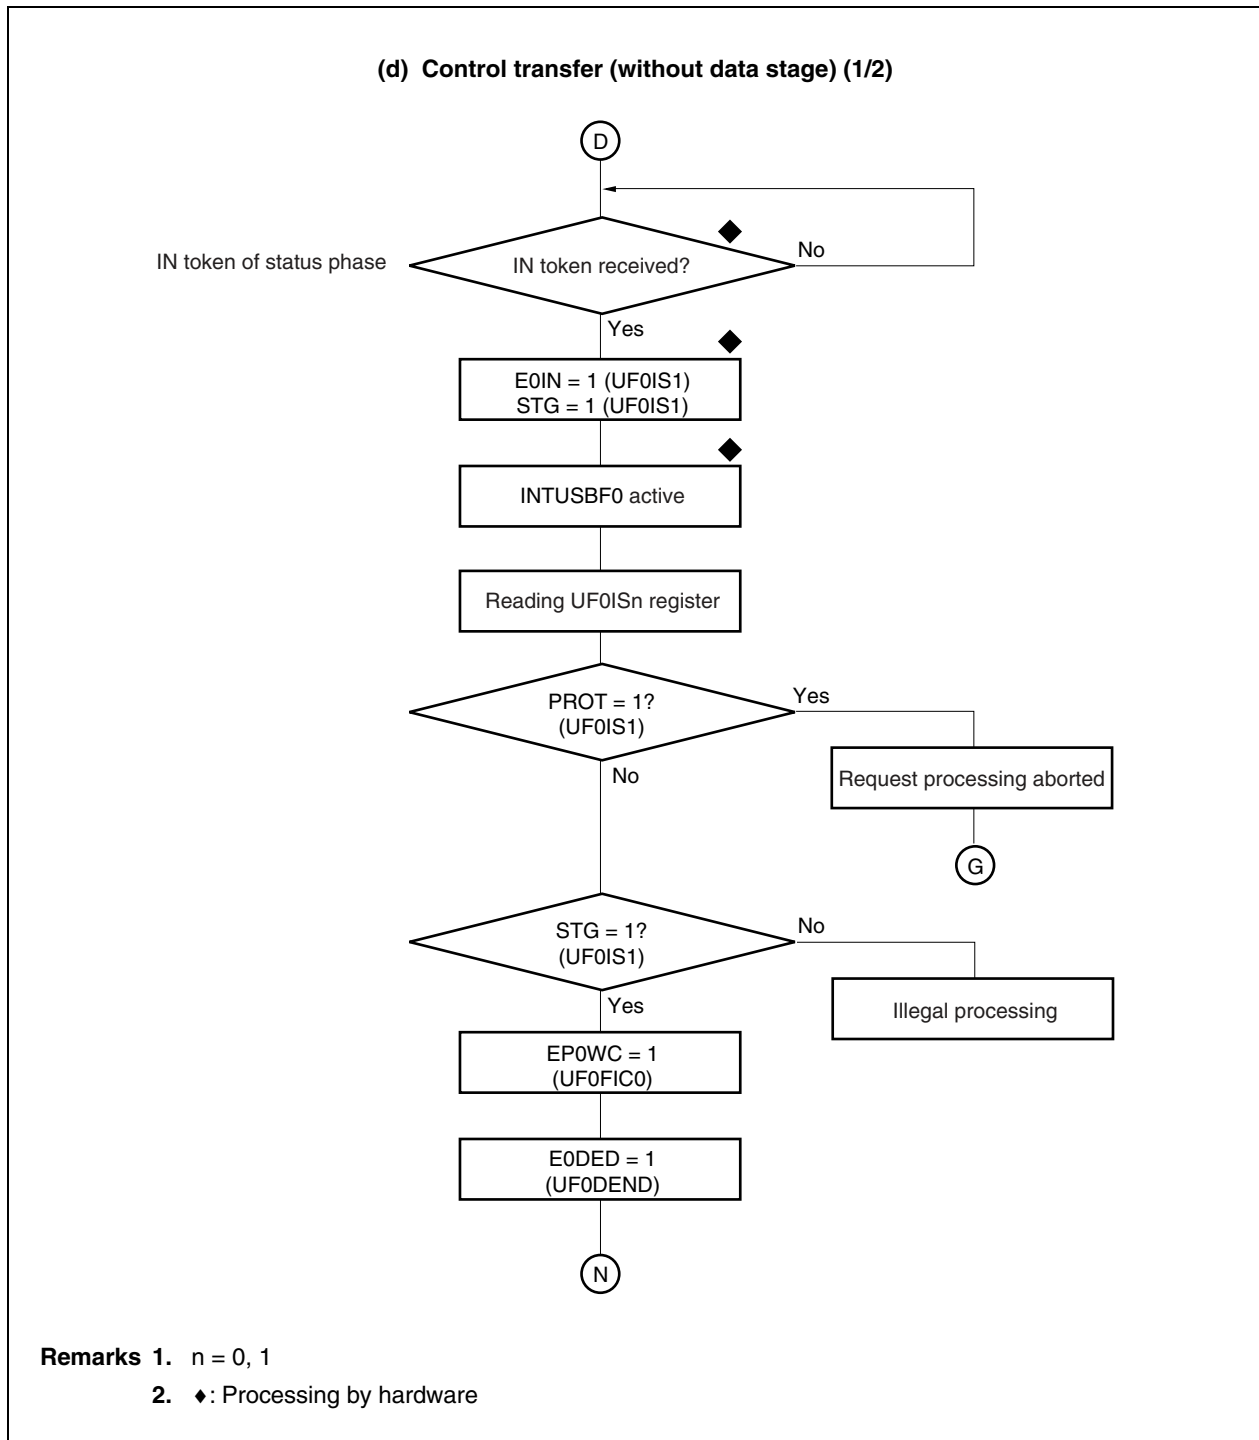 (d) Control transfer (without data stage) (1/2)
D
IN token of status phase
IN token received?
No
Yes
E0IN = 1 (UF0IS1)
STG = 1 (UF0IS1)
INTUSBF0 active
Reading UF0ISn register
PROT = 1?
(UF0IS1)
Yes
No
Request processing aborted
G
STG = 1?
(UF0IS1)
No
Yes
Illegal processing
EP0WC = 1
(UF0FIC0)
E0DED = 1
(UF0DEND)
N
Remarks 1. n = 0, 1
2. ♦: Processing by hardware